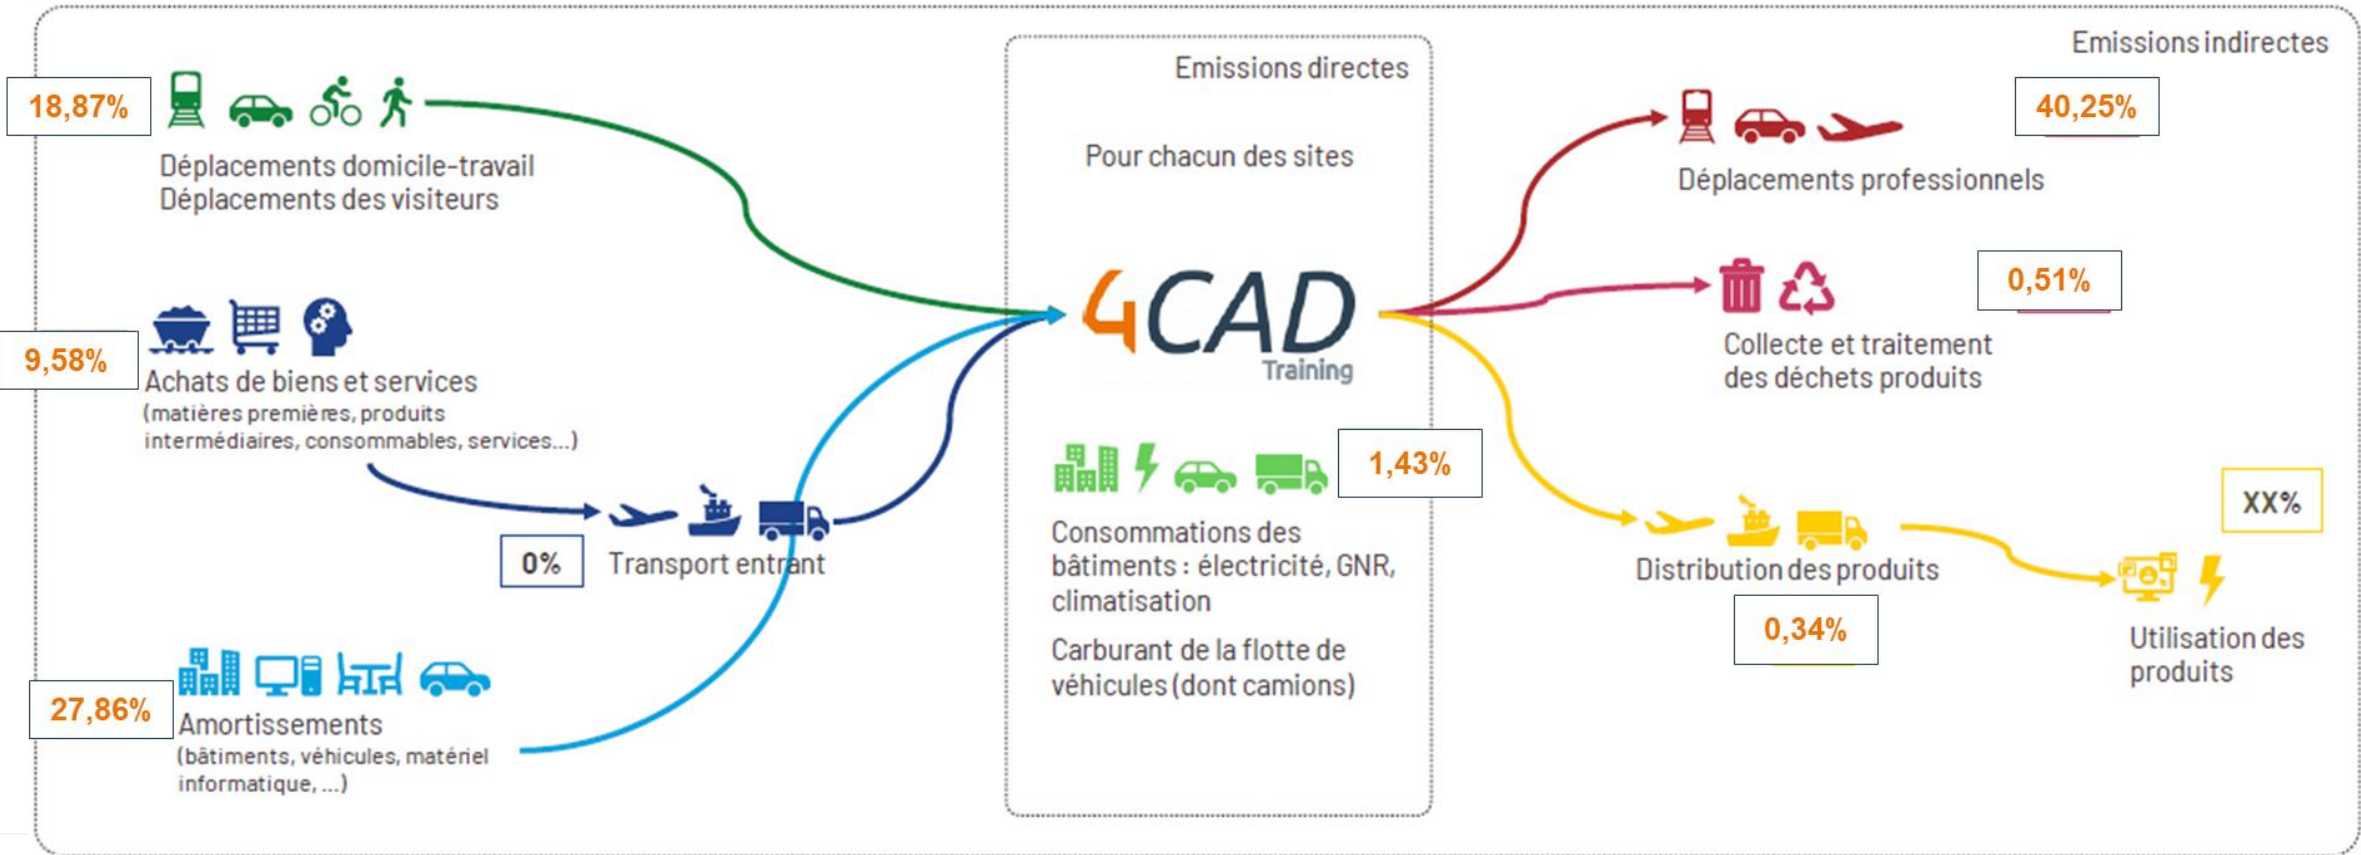 Emissions indirectes
Emissions directes
Pour chacun des sites
18,87%
Déplacements domicile-travail
Déplacements des visiteurs
9,58%
Achats de biens et services
(matières premières, produits
intermédiaires, consommables, services...)
0%
Transport entrant
27,86%
Amortissements
(bâtiments, véhicules, matériel
informatique, ...)
4CAD
Training
1,43%
Consommations des
bâtiments : électricité, GNR,
climatisation
Carburant de la flotte de
véhicules (dont camions)
40,25%
Déplacements professionnels
0,51%
Collecte et traitement
des déchets produits
Distribution des produits
0,34%
XX%
Utilisation des
produits